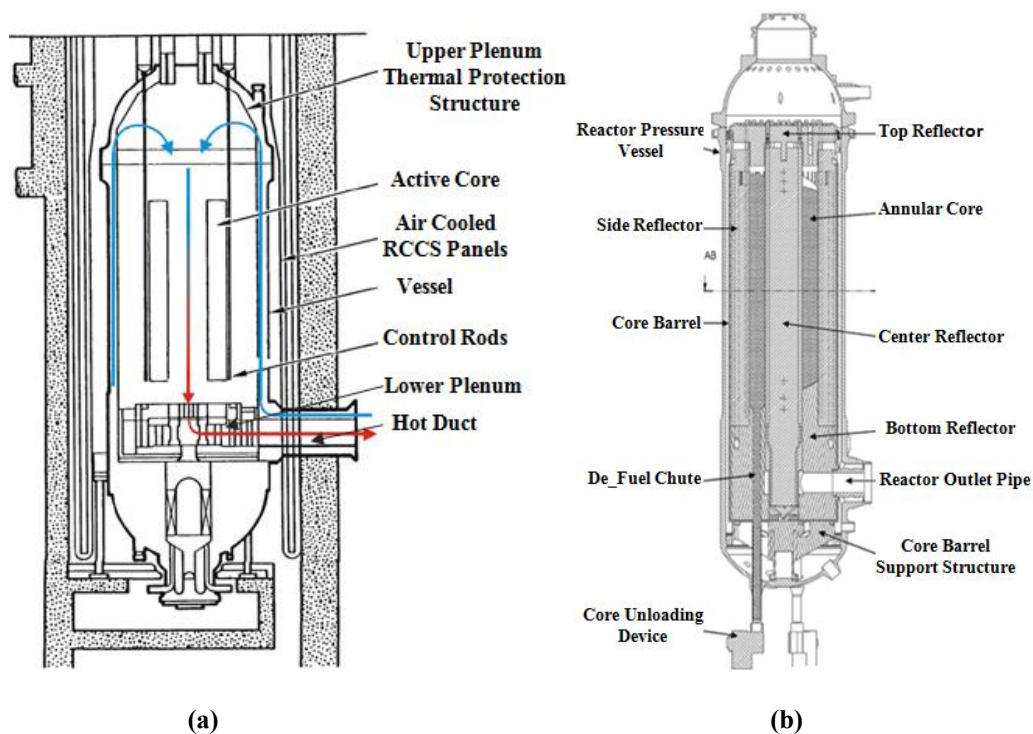 Upper Plenum
Thermal Protection
Structure
Active Core
Air Cooled
RCCS Panels
Vessel
Control Rods
Lower Plenum
Hot Duct
(a)
Reactor Pressure
Vessel
Top Reflector
Side Reflector
Annular Core
AB
Core Barrel
Center Reflector
Bottom Reflector
De_Fuel Chute
Reactor Outlet Pipe
Core Barrel
Support Structure
Core Unloading
Device
(b)